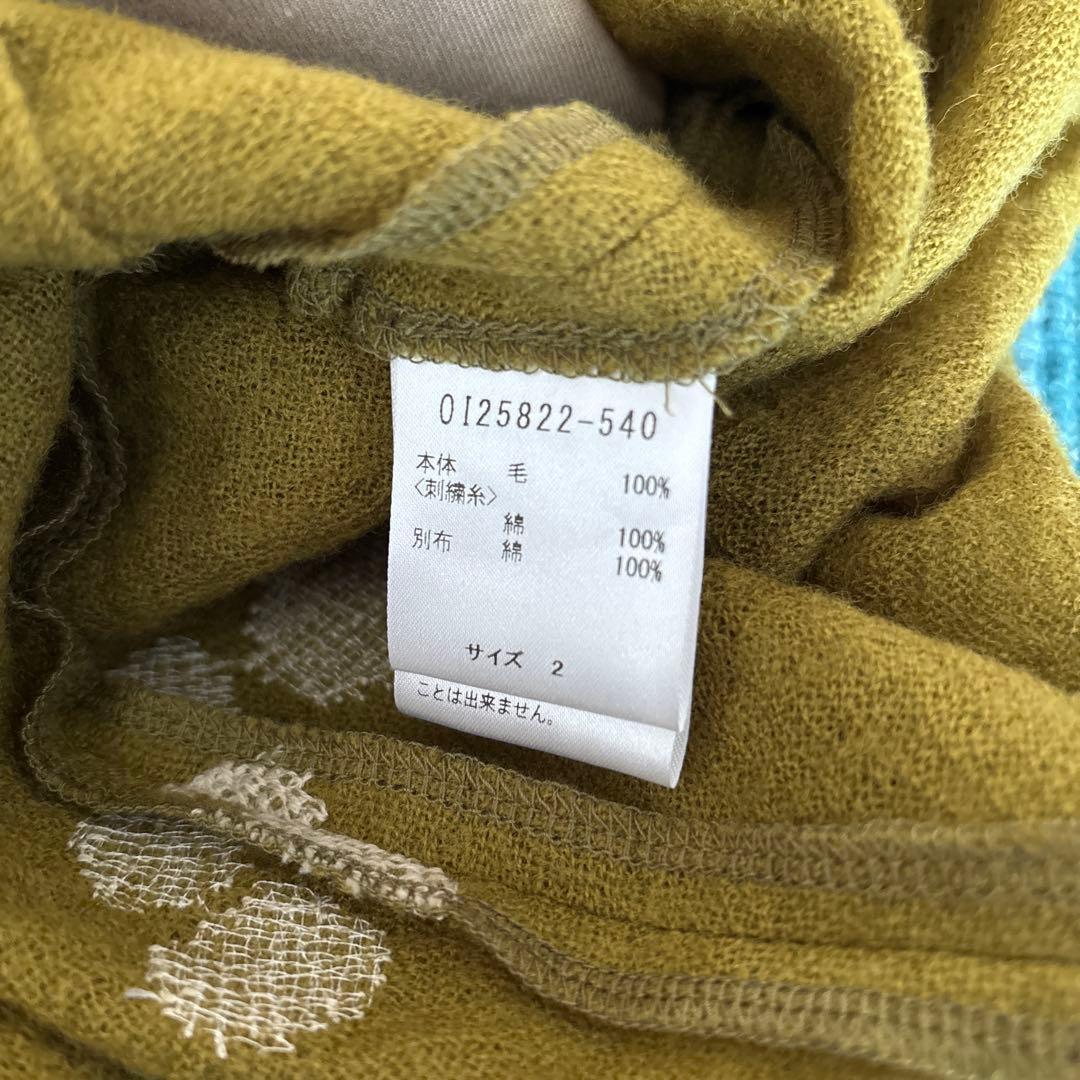 0I25822-540
本体 毛 100%
〈刺繍糸〉
綿 100%
別布 綿 100%
サイズ 2
ことは出来ません。